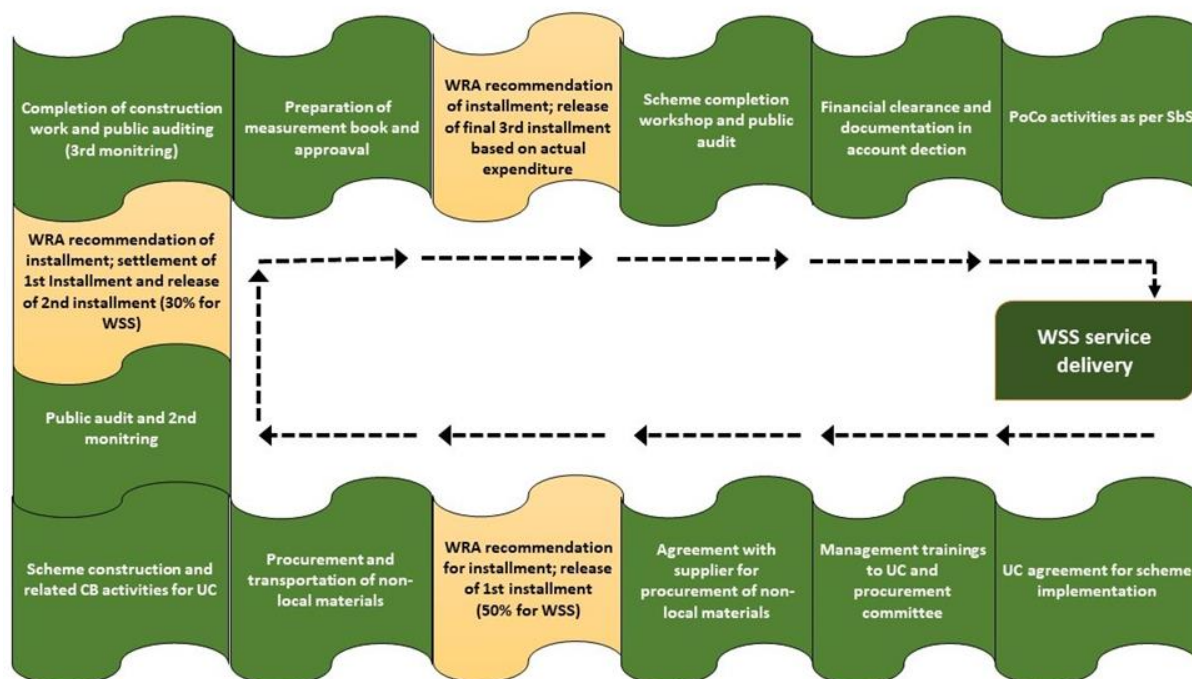 Completion of construction
work and public auditing
(3rd monitring)
Preparation of
measurement book and
approaval
WRA recommendation
of installment; release
of final 3rd installment
based on actual
expenditure
Scheme completion
workshop and public
audit
Financial clearance and
documentation in
account dection
PoCo activities as per SbS
WRA recommendation of
installment; settlement of
1st Installment and release
of 2nd installment (30% for
WSS)
WSS service
delivery
Public audit and 2nd
monitring
Scheme construction and
related CB activities for UC
Procurement and
transportation of non-
local materials
WRA recommendation
for installment; release
of 1st installment
(50% for WSS)
Agreement with
supplier for
procurement of non-
local materials
Management trainings
to UC and
procurement
committee
UC agreement for scheme
implementation